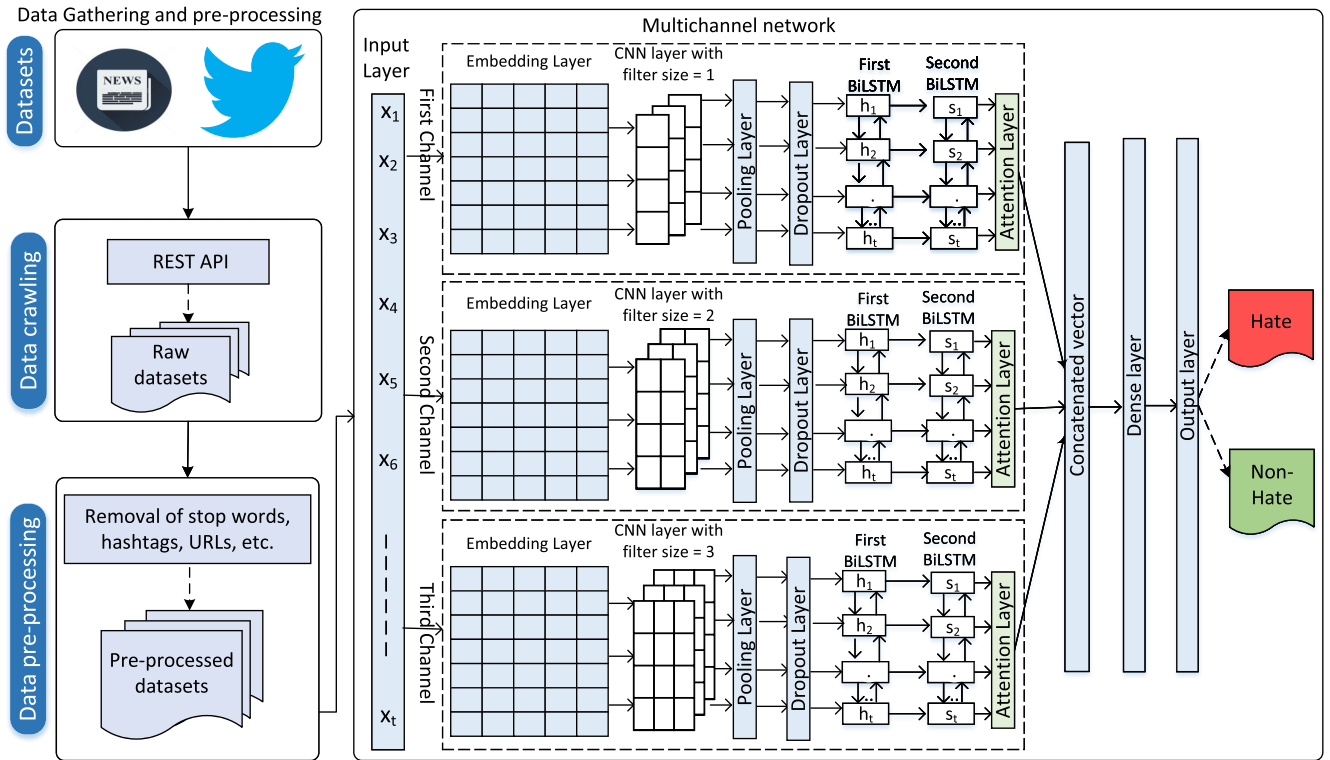 Data Gathering and pre-processing
Datasets
NEWS
Data crawling
REST API
Raw
datasets
Data pre-processing
Removal of stop words,
hashtags, URLs, etc.
Pre-processed
datasets
Multichannel network
Input
Layer
x1
x2
x3
x4
x5
x6
xt
First Channel
Embedding Layer
CNN layer with
filter size = 1
Pooling Layer
Dropout Layer
First
BiLSTM
h1
h2
.
...
ht
Second
BiLSTM
s1
s2
.
...
st
Attention Layer
Second Channel
Embedding Layer
CNN layer with
filter size = 2
Pooling Layer
Dropout Layer
First
BiLSTM
h1
h2
.
...
ht
Second
BiLSTM
s1
s2
.
...
st
Attention Layer
Third Channel
Embedding Layer
CNN layer with
filter size = 3
Pooling Layer
Dropout Layer
First
BiLSTM
h1
h2
.
...
ht
Second
BiLSTM
s1
s2
.
...
st
Attention Layer
Concatenated vector
Dense layer
Output layer
Hate
Non-
Hate